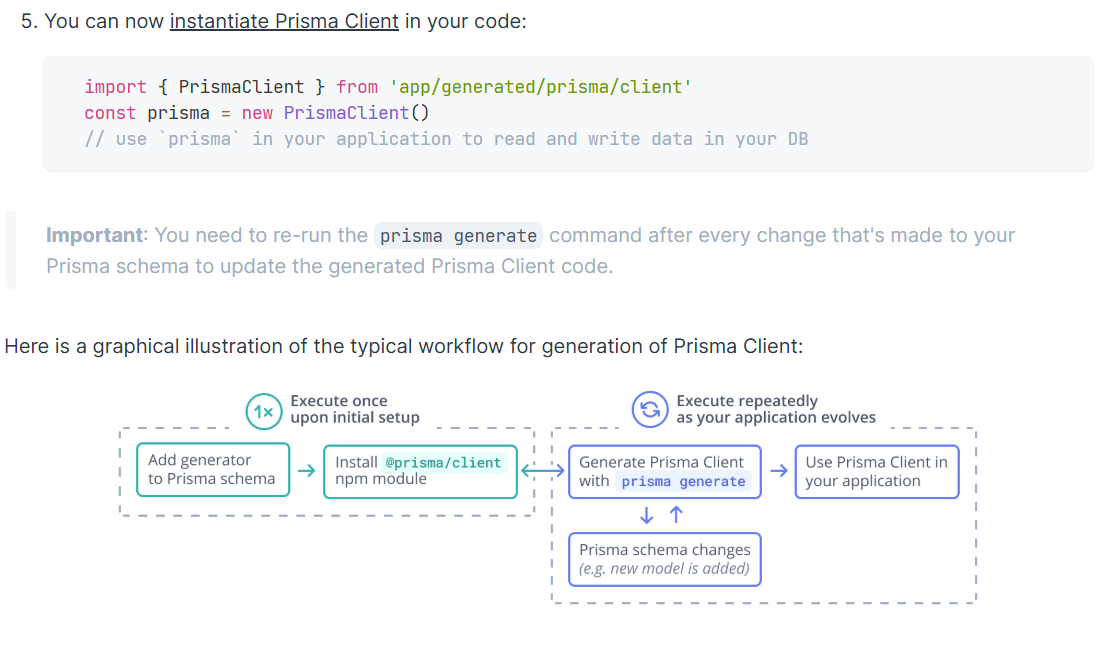 5. You can now instantiate Prisma Client in your code:
import { PrismaClient } from 'app/generated/prisma/client'
const prisma = new PrismaClient()
// use `prisma` in your application to read and write data in your DB
Important: You need to re-run the prisma generate command after every change that's made to your
Prisma schema to update the generated Prisma Client code.
Here is a graphical illustration of the typical workflow for generation of Prisma Client:
1x
Execute once
upon initial setup
Add generator
to Prisma schema
Install @prisma/client
npm module
Execute repeatedly
as your application evolves
Generate Prisma Client
with prisma generate
Use Prisma Client in
your application
Prisma schema changes
(e.g. new model is added)